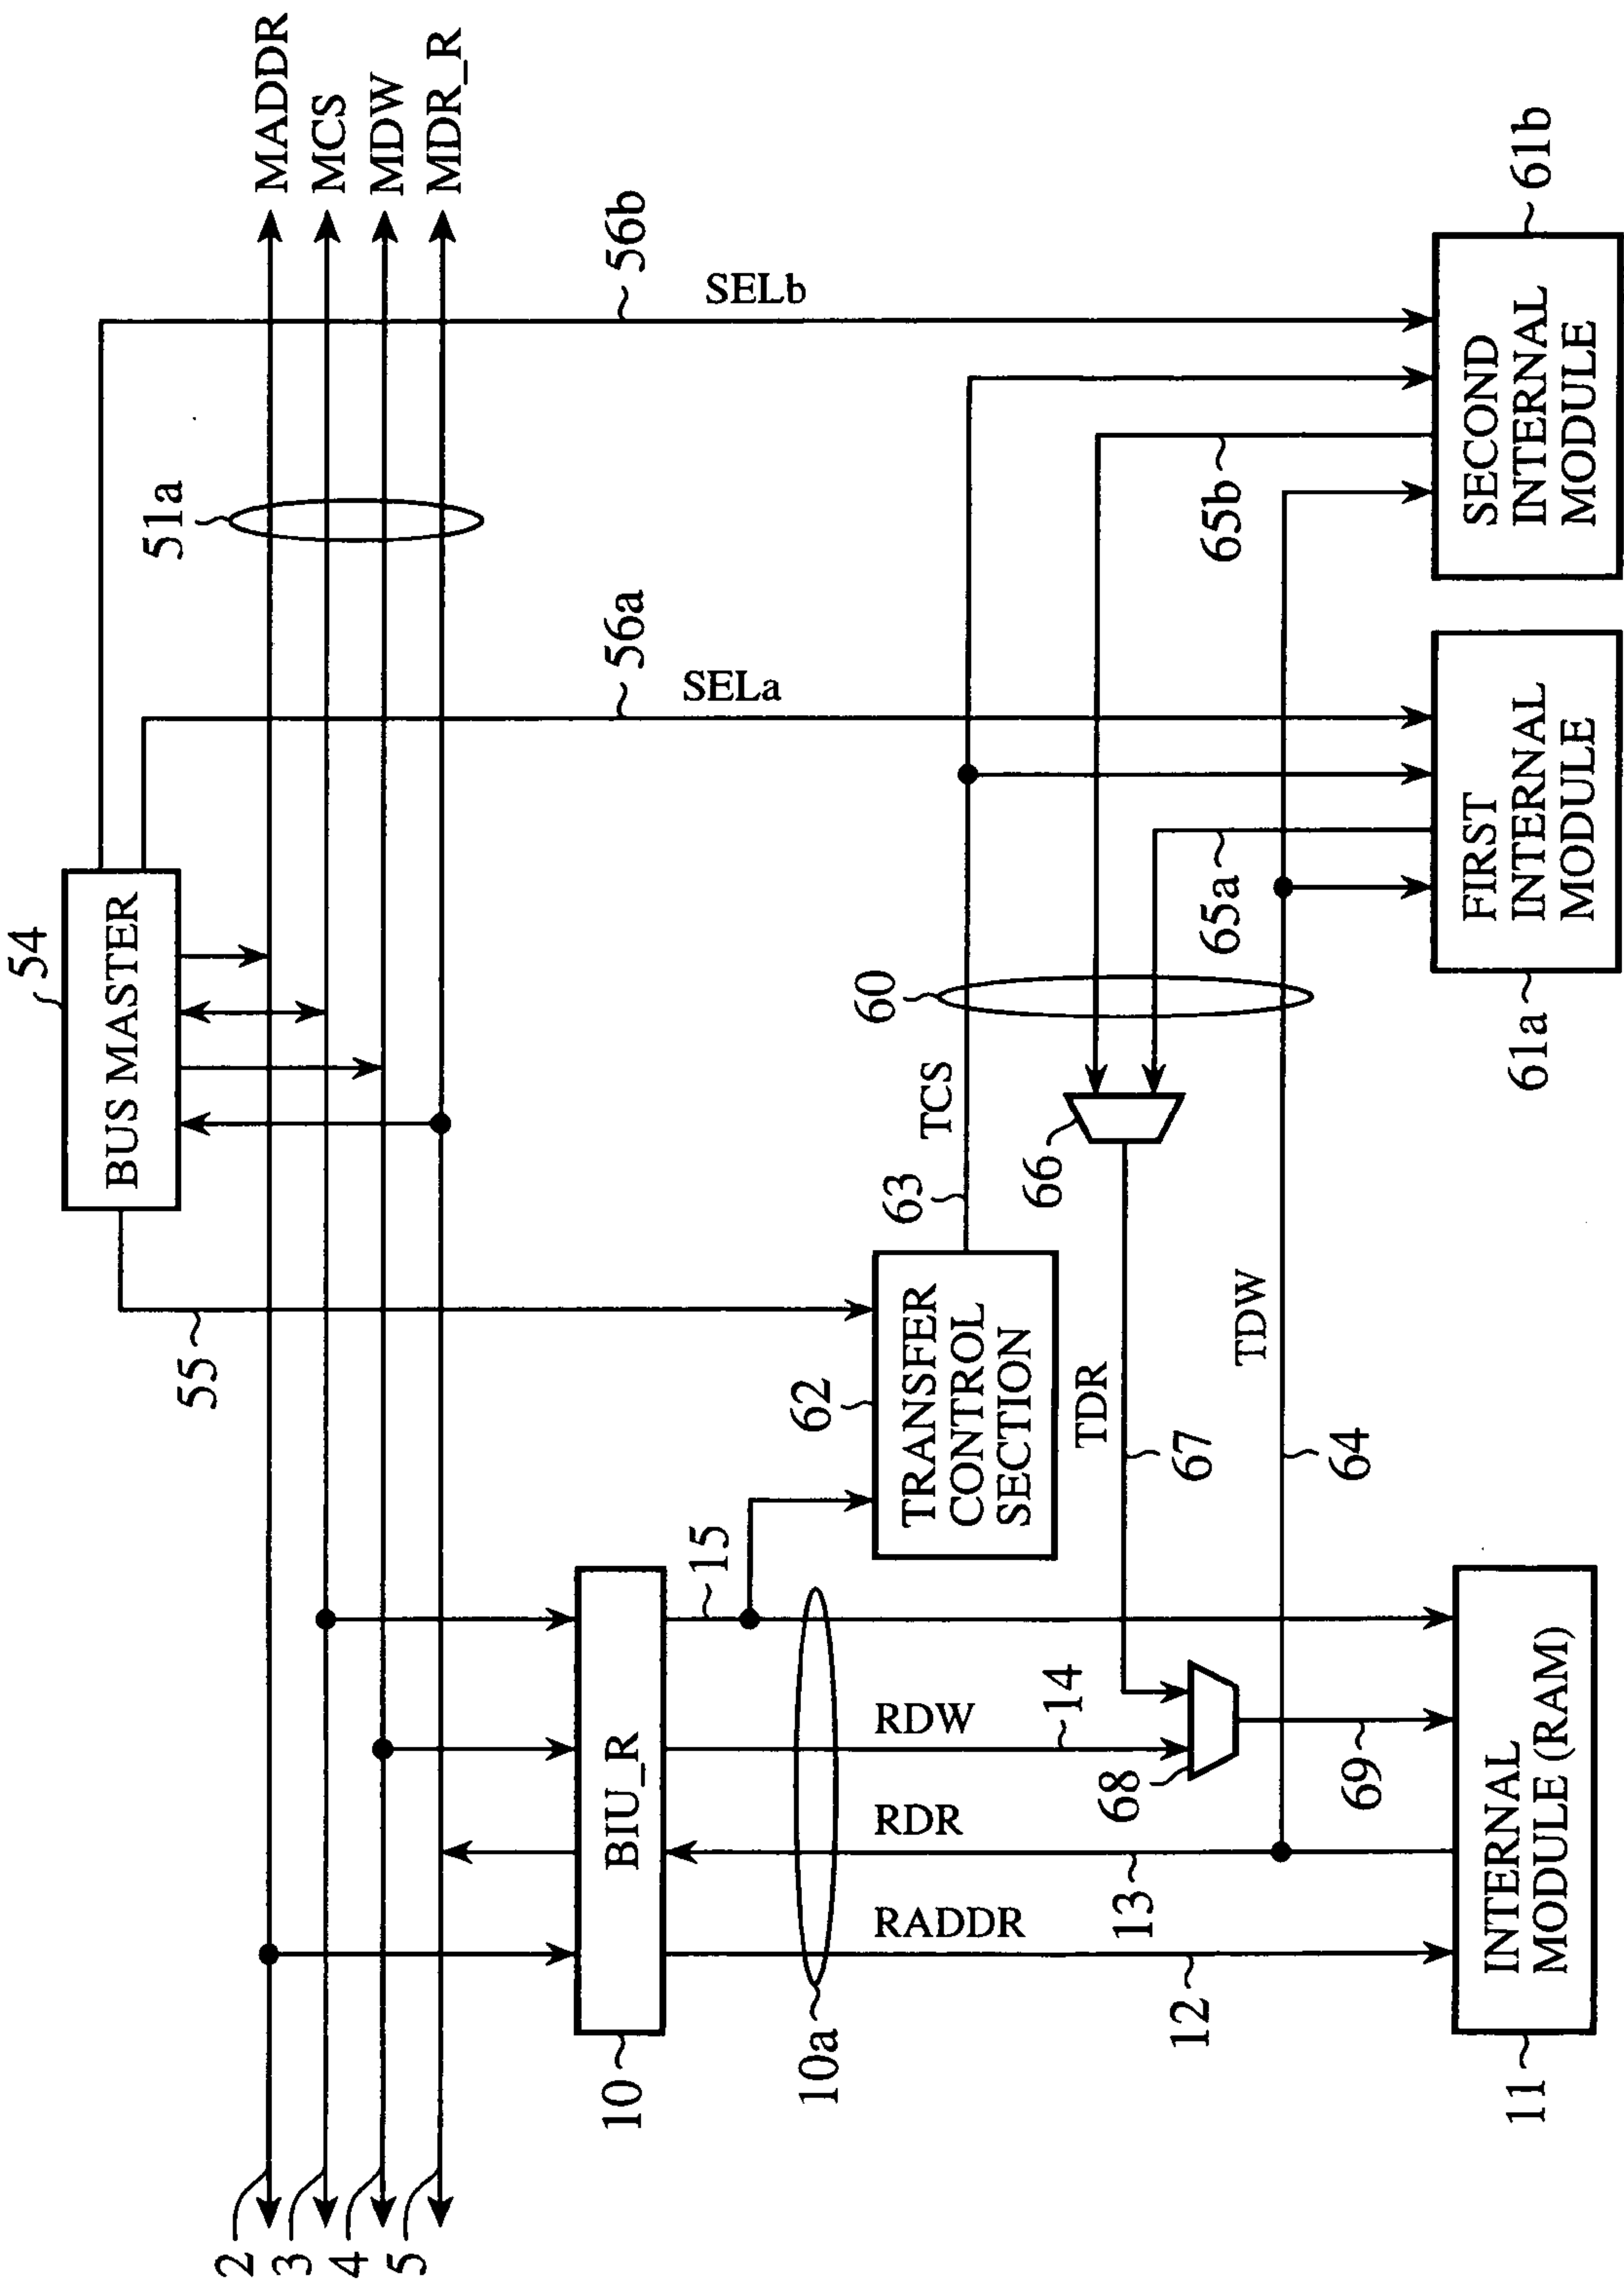 54
BUS MASTER
55
51a
MADDR
MCS
MDW
MDR_R
2
3
4
5
56a
SELa
56b
SELb
10
BIU_R
15
10a
RADDR
RDR
RDW
14
12
13
62
TRANSFER
CONTROL
SECTION
63
TCS
60
66
TDR
67
TDW
64
65a
65b
68
69
11
INTERNAL
MODULE (RAM)
61a
FIRST
INTERNAL
MODULE
SECOND
INTERNAL
MODULE
61b